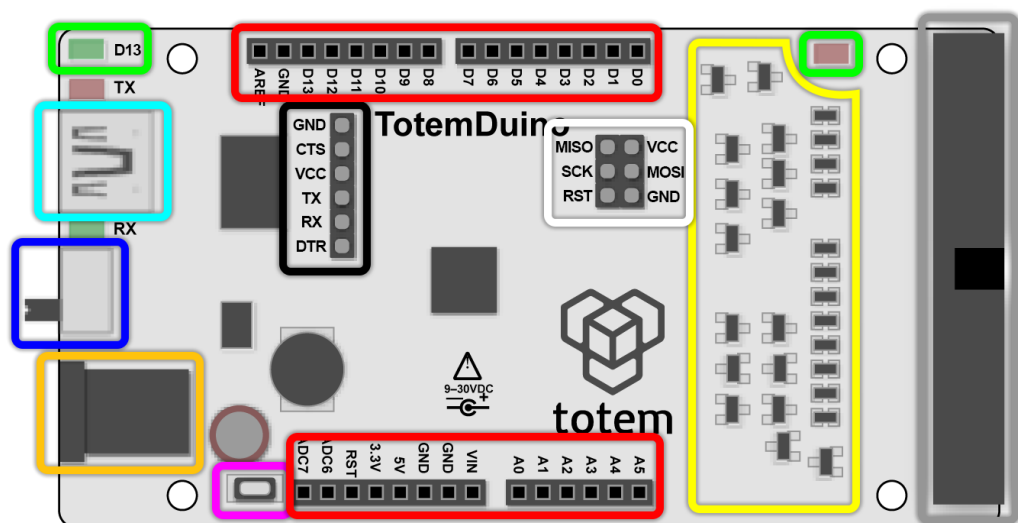 D13
TX
RX
AREF
GND
D13
D12
D11
D10
D9
D8
D7
D6
D5
D4
D3
D2
D1
D0
TotemDuino
GND
CTS
VCC
TX
RX
DTR
MISO VCC
SCK MOSI
RST GND
9–30VDC
+
totem
ADC7
ADC6
RST
3.3V
5V
GND
GND
VIN
A0
A1
A2
A3
A4
A5